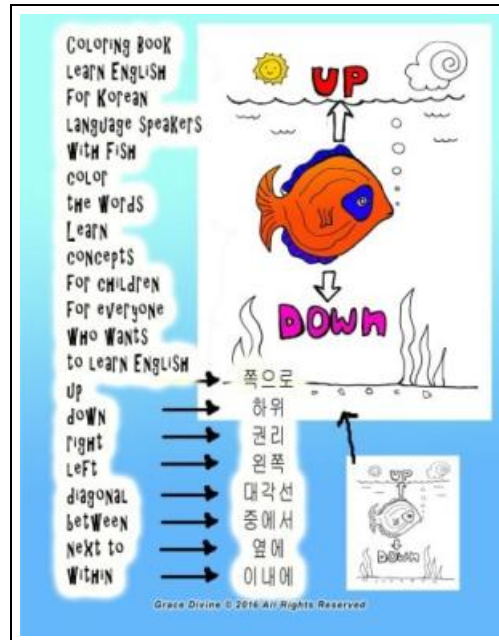 Coloring Book
Learn English
For Korean
Language Speakers
With Fish
Color
the Words
Learn
concepts
For children
For everyone
Who Wants
to Learn English
up
down
right
left
diagonal
between
next to
within
쪽으로
하위
권리
왼쪽
대각선
중에서
옆에
이내에
UP
DOWN
UP
DOWN
Grace Divine © 2016 All Rights Reserved